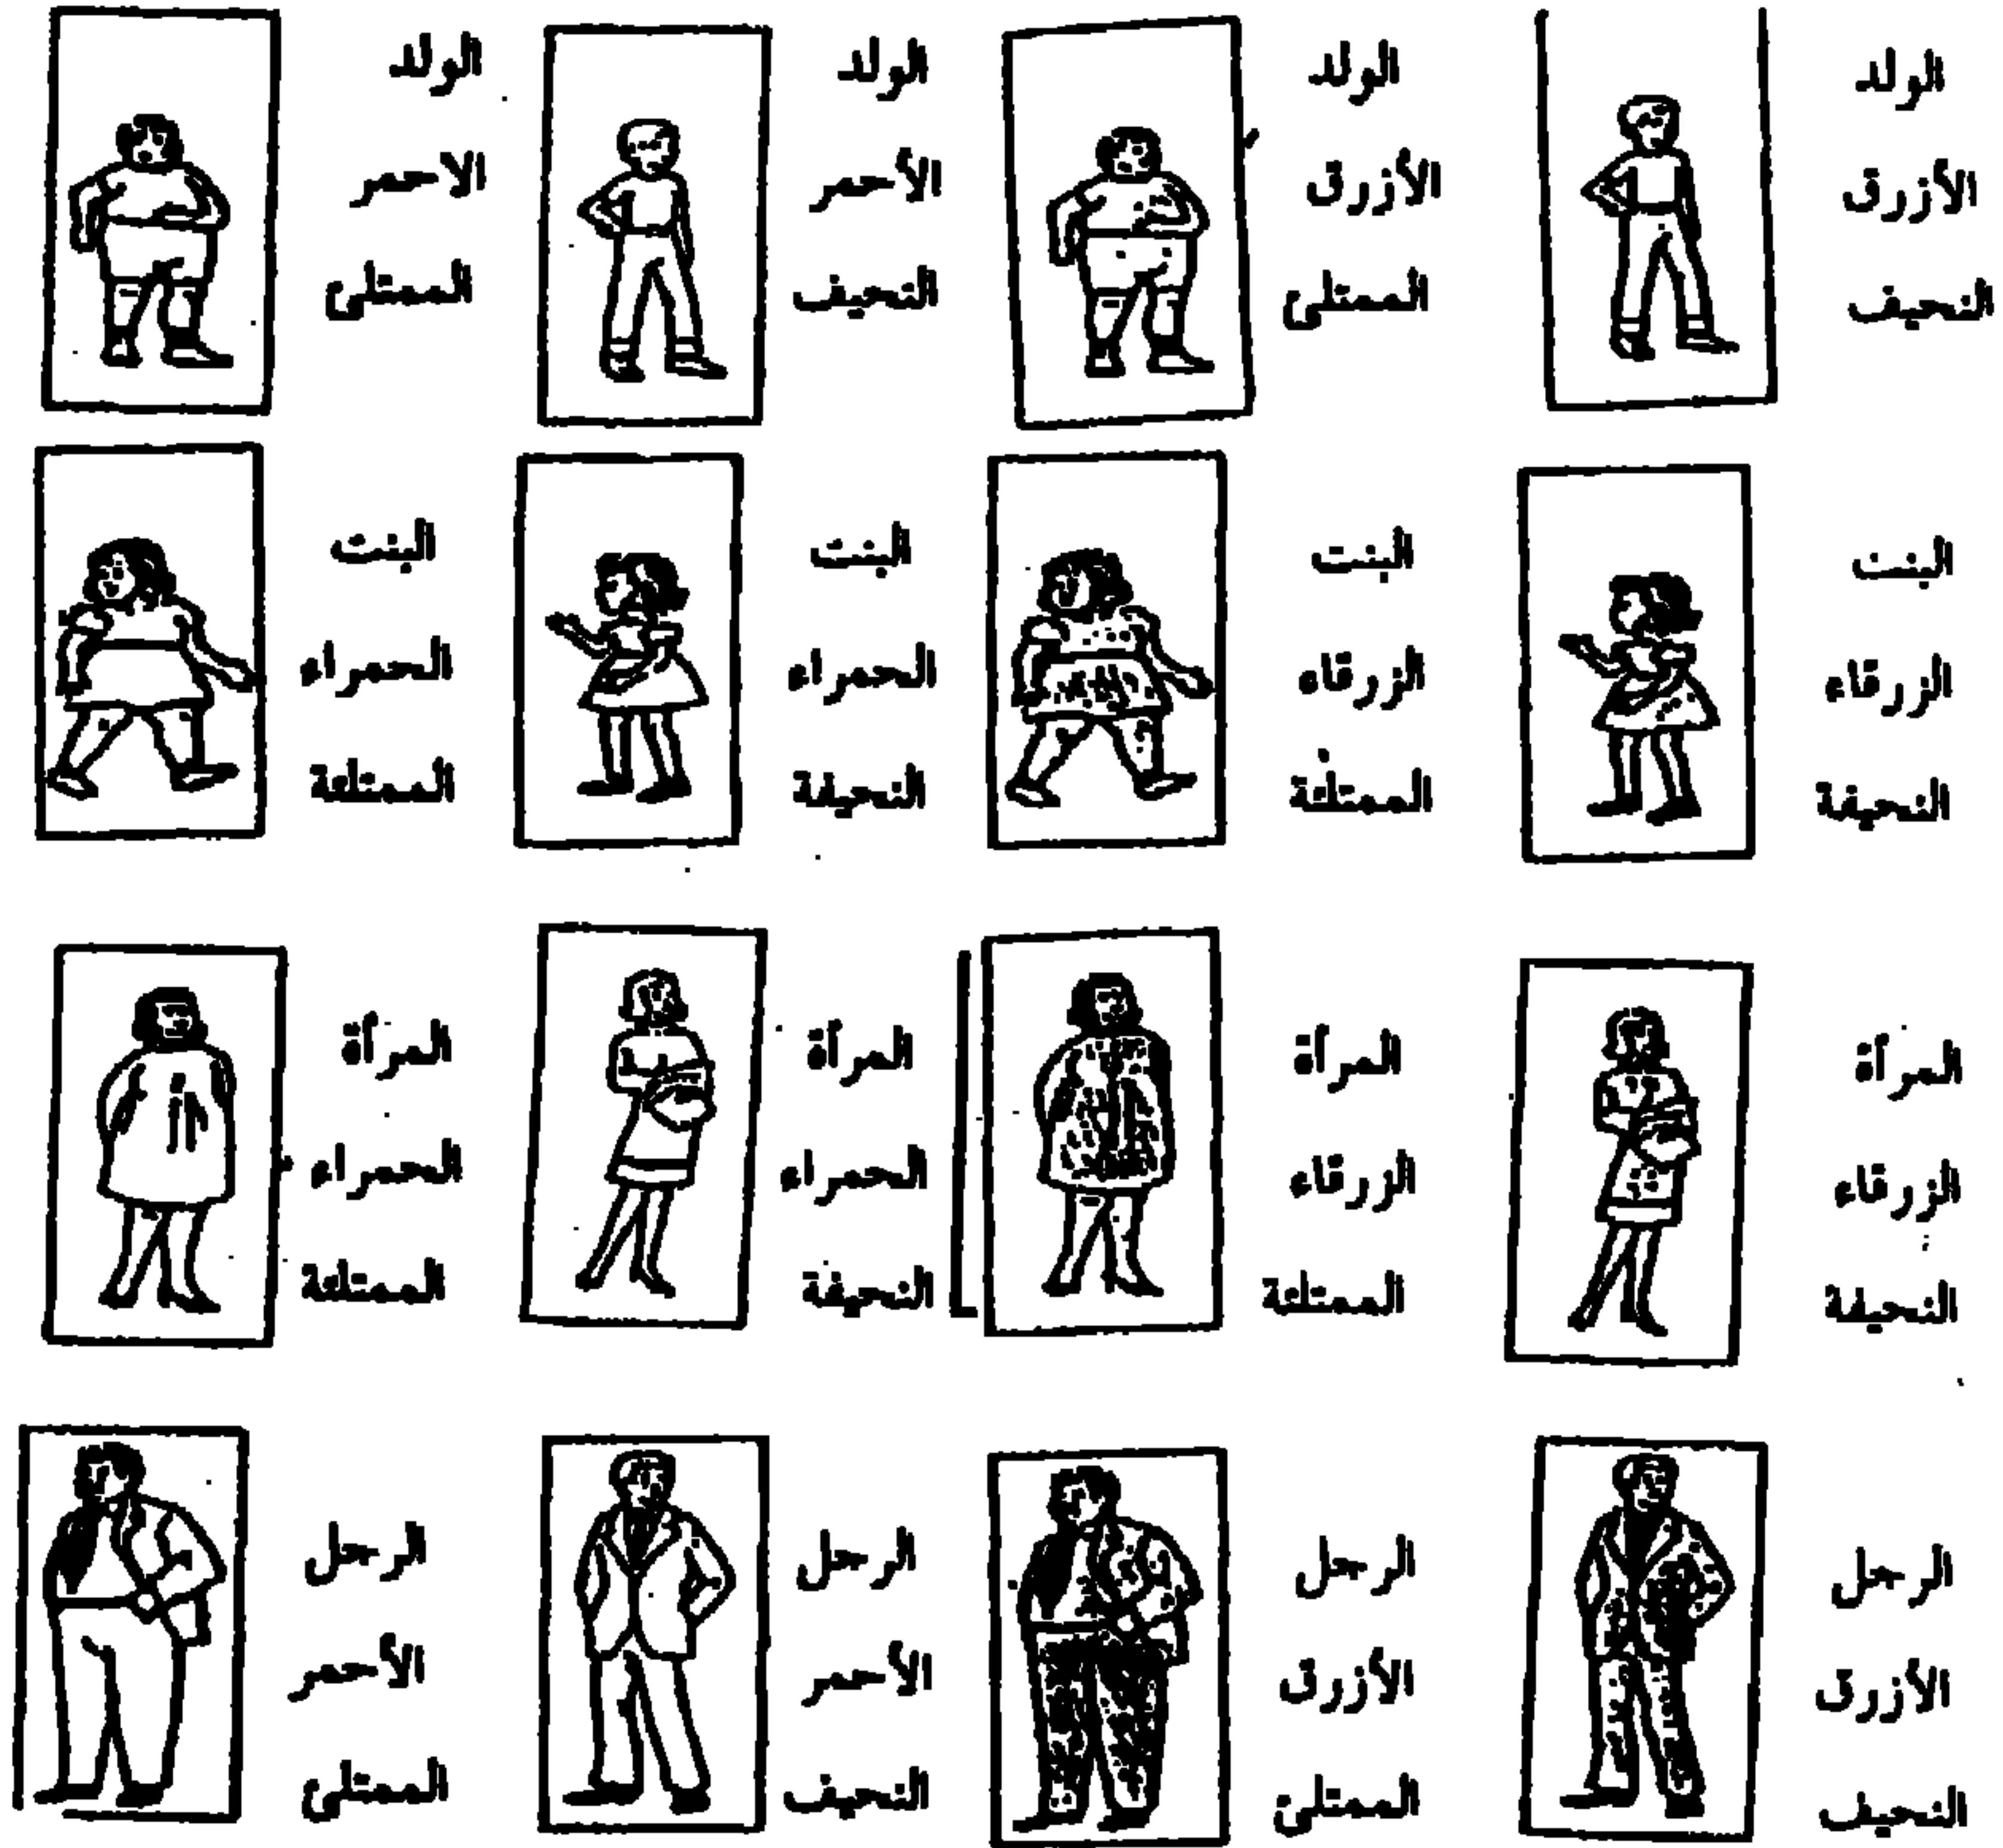 الولد
الأزرق
النحيف
الولد
الأزرق
الممتلئ
الولد
الأحمر
النحيف
الولد
الاحمر
الممتلئ
البنت
الزرقاء
النحيفة
البنت
الزرقاء
الممتلئة
البنت
الحمراء
النحيفة
البنت
الحمراء
الممتلئة
المرأة
الزرقاء
النحيفة
المرأة
الزرقاء
الممتلئة
المرأة
الحمراء
النحيفة
المرأة
الحمراء
الممتلئة
الرجل
الأزرق
النحيف
الرجل
الأزرق
الممتلئ
الرجل
الأحمر
النحيف
الرجل
الأحمر
الممتلئ